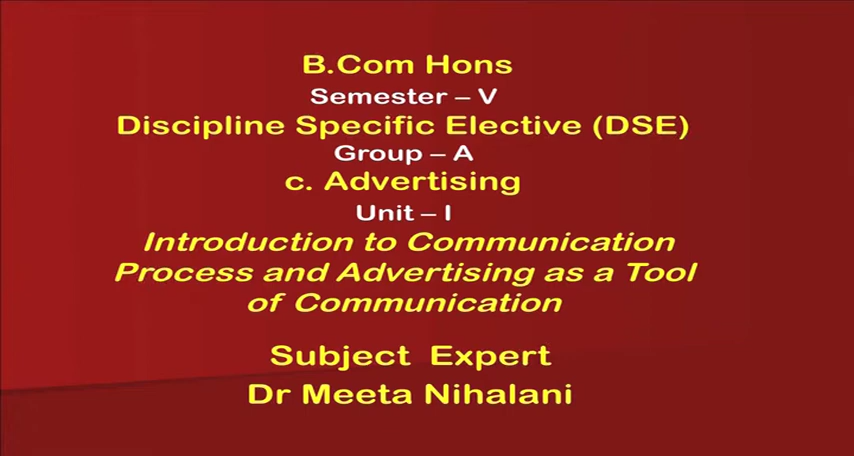 B.Com Hons
Semester – V
Discipline Specific Elective (DSE)
Group – A
c. Advertising
Unit – I
Introduction to Communication
Process and Advertising as a Tool
of Communication
Subject Expert
Dr Meeta Nihalani